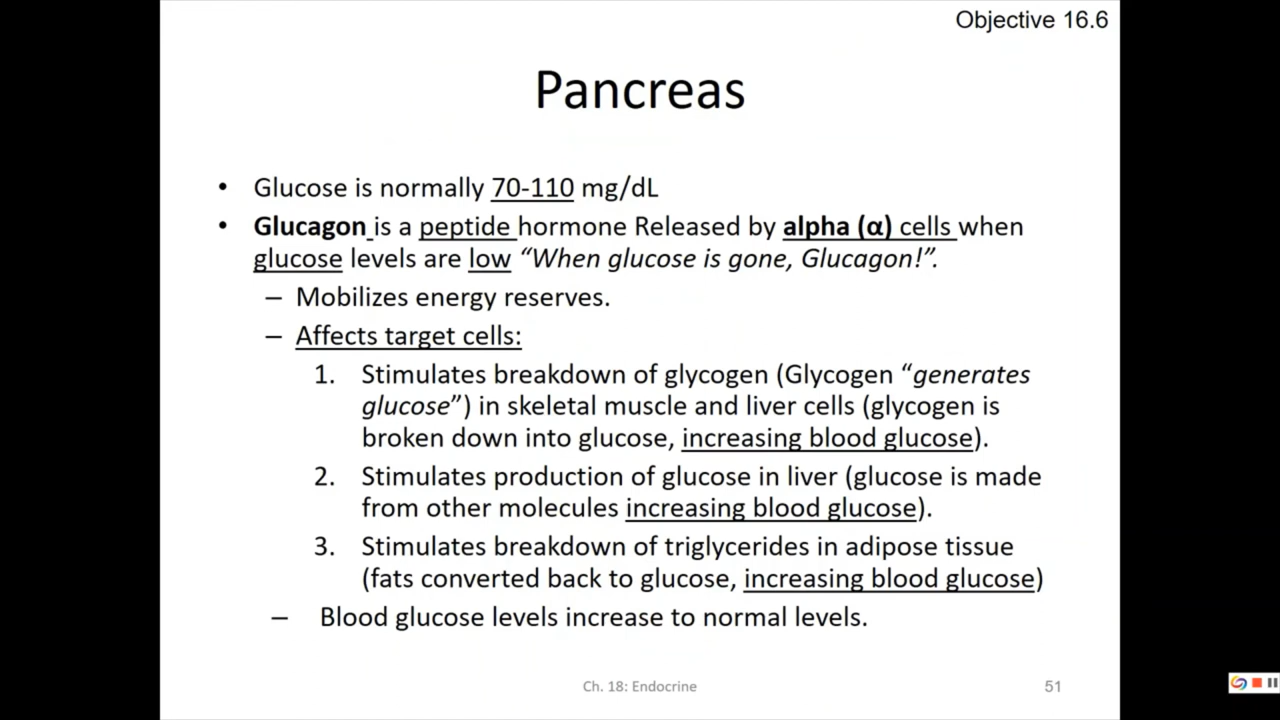 Objective 16.6
Pancreas
• Glucose is normally 70-110 mg/dL
• Glucagon is a peptide hormone Released by alpha (α) cells when
glucose levels are low “When glucose is gone, Glucagon!”.
– Mobilizes energy reserves.
– Affects target cells:
1. Stimulates breakdown of glycogen (Glycogen “generates
glucose”) in skeletal muscle and liver cells (glycogen is
broken down into glucose, increasing blood glucose).
2. Stimulates production of glucose in liver (glucose is made
from other molecules increasing blood glucose).
3. Stimulates breakdown of triglycerides in adipose tissue
(fats converted back to glucose, increasing blood glucose)
– Blood glucose levels increase to normal levels.
Ch. 18: Endocrine
51